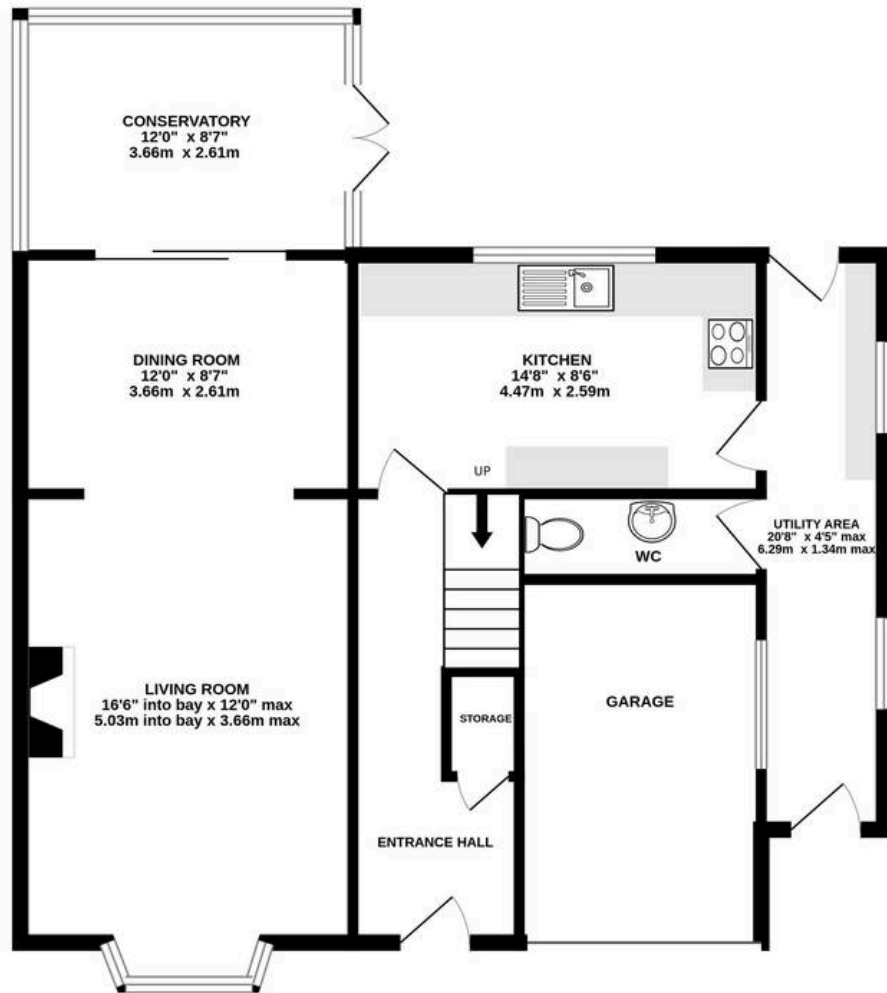 CONSERVATORY
12'0" x 8'7"
3.66m x 2.61m
DINING ROOM
12'0" x 8'7"
3.66m x 2.61m
KITCHEN
14'8" x 8'6"
4.47m x 2.59m
UP
WC
UTILITY AREA
20'8" x 4'5" max
6.29m x 1.34m max
LIVING ROOM
16'6" into bay x 12'0" max
5.03m into bay x 3.66m max
STORAGE
GARAGE
ENTRANCE HALL